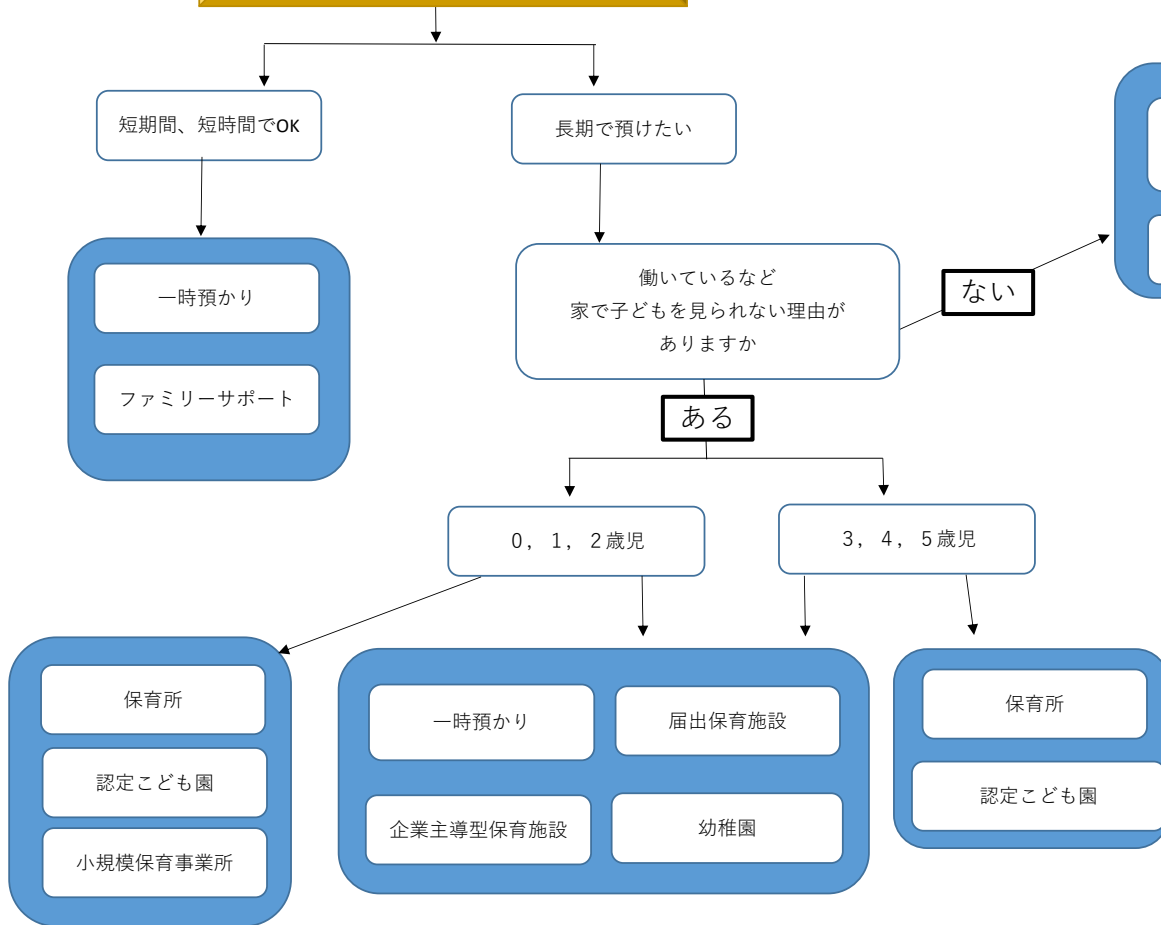 短期間、短時間でOK
長期で預けたい
一時預かり
ファミリーサポート
働いているなど
家で子どもを見られない理由が
ありますか
ない
ある
0，1，2歳児
3，4，5歳児
保育所
認定こども園
小規模保育事業所
一時預かり
届出保育施設
企業主導型保育施設
幼稚園
保育所
認定こども園